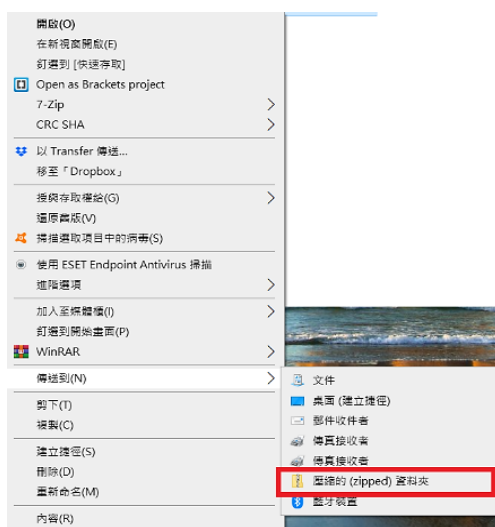 開啟(O)
在新視窗開啟(E)
釘選到 [快速存取]
Open as Brackets project
7-Zip
CRC SHA
以 Transfer 傳送...
移至「Dropbox」
授與存取權給(G)
還原舊版(V)
掃描選取項目中的病毒(S)
使用 ESET Endpoint Antivirus 掃描
進階選項
加入至媒體櫃(I)
釘選到開始畫面(P)
WinRAR
傳送到(N)
文件
桌面 (建立捷徑)
郵件收件者
傳真接收者
傳真接收者
壓縮的 (zipped) 資料夾
藍牙裝置
剪下(T)
複製(C)
建立捷徑(S)
刪除(D)
重新命名(M)
內容(R)